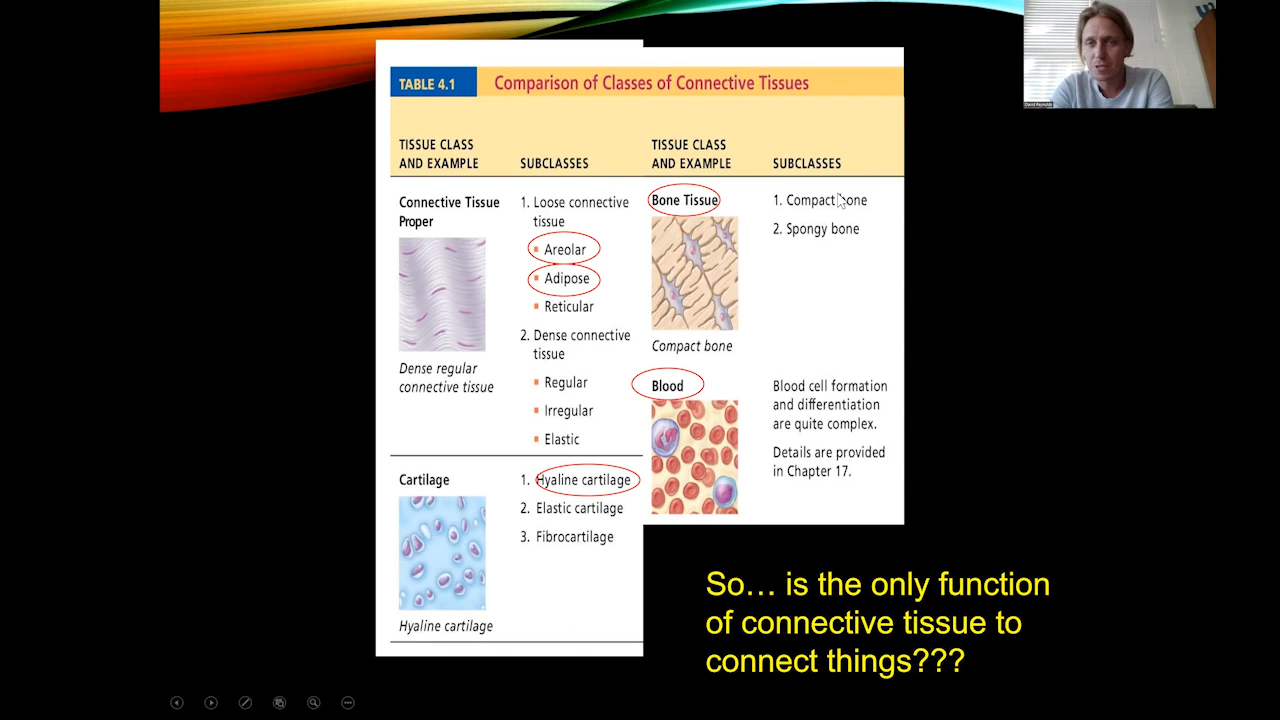 TABLE 4.1
Comparison of Classes of Connective Tissues
TISSUE CLASS
AND EXAMPLE
SUBCLASSES
Connective Tissue
Proper
Dense regular
connective tissue
1. Loose connective
tissue
Areolar
Adipose
Reticular
2. Dense connective
tissue
Regular
Irregular
Elastic
Cartilage
Hyaline cartilage
1. Hyaline cartilage
2. Elastic cartilage
3. Fibrocartilage
TISSUE CLASS
AND EXAMPLE
SUBCLASSES
Bone Tissue
Compact bone
1. Compact bone
2. Spongy bone
Blood
Blood cell formation
and differentiation
are quite complex.
Details are provided
in Chapter 17.
So… is the only function
of connective tissue to
connect things???
David Reynolds